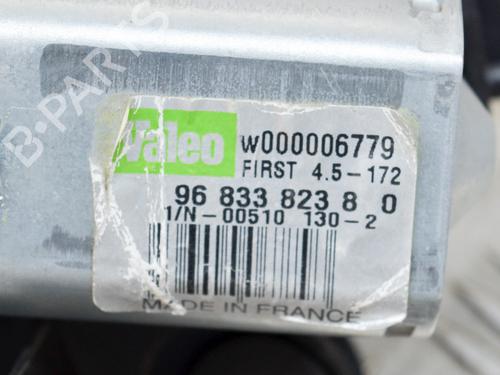 B-PARTS
Valeo
w000006779
FIRST 4.5-172
96 833 823 8 0
1/N-00510 130-2
MADE IN FRANCE